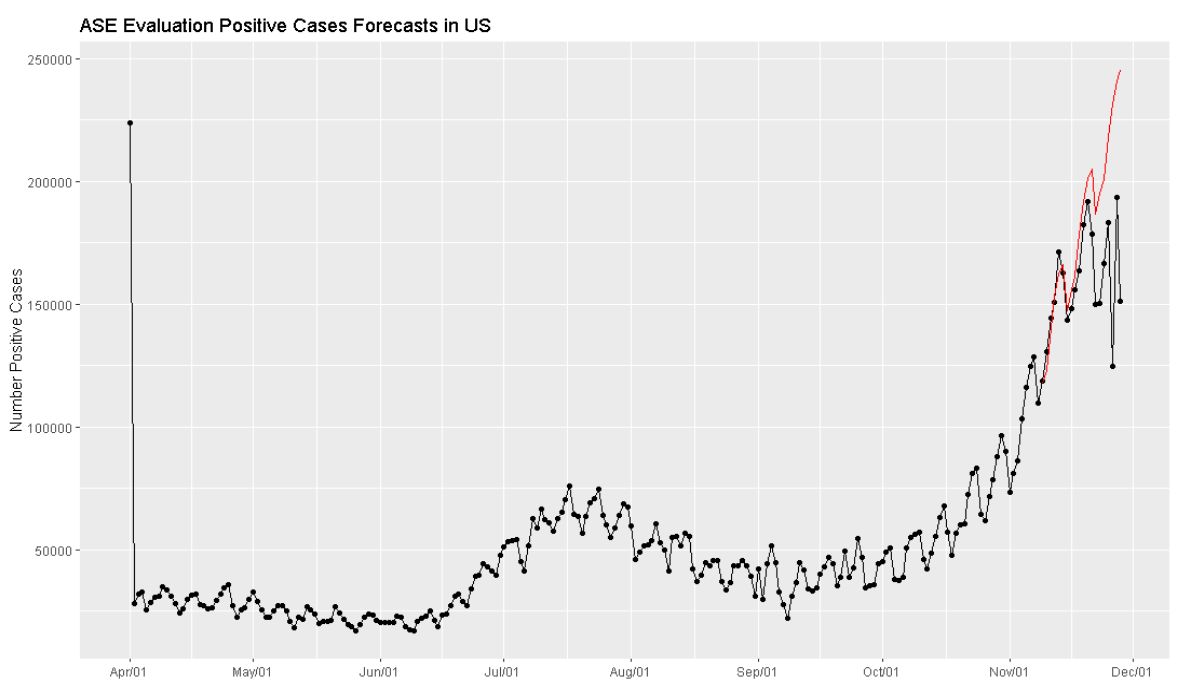 ASE Evaluation Positive Cases Forecasts in US
250000
200000
150000
100000
50000
Number Positive Cases
Apr/01 May/01 Jun/01 Jul/01 Aug/01 Sep/01 Oct/01 Nov/01 Dec/01